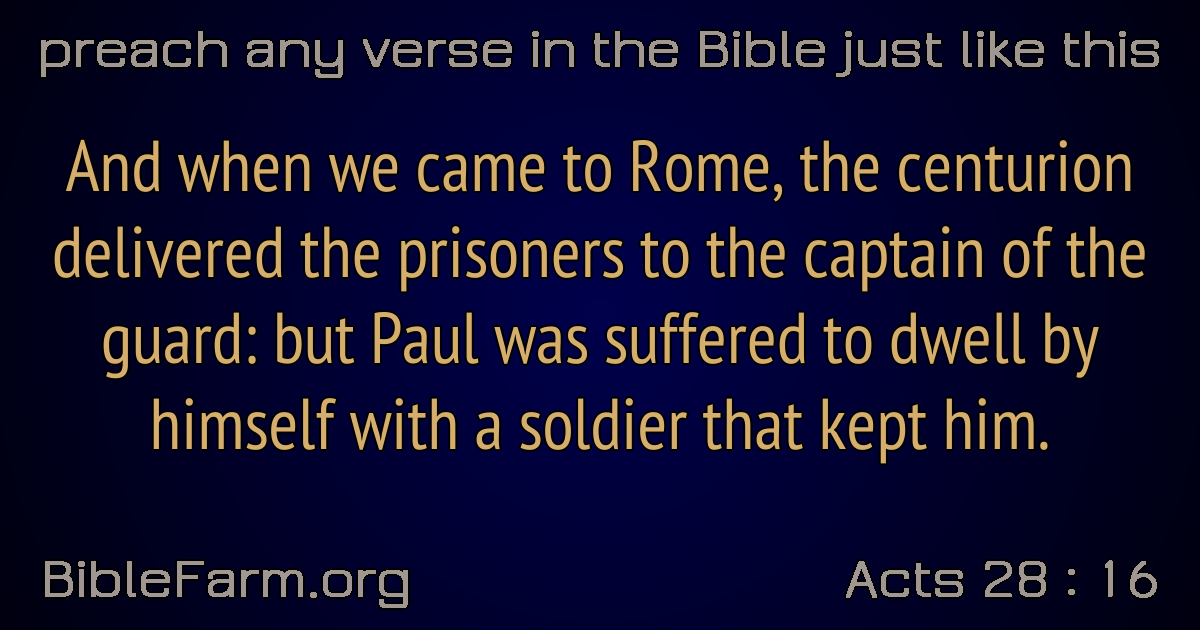 preach any verse in the Bible just like this
And when we came to Rome, the centurion
delivered the prisoners to the captain of the
guard: but Paul was suffered to dwell by
himself with a soldier that kept him.
BibleFarm.org
Acts 28 : 16